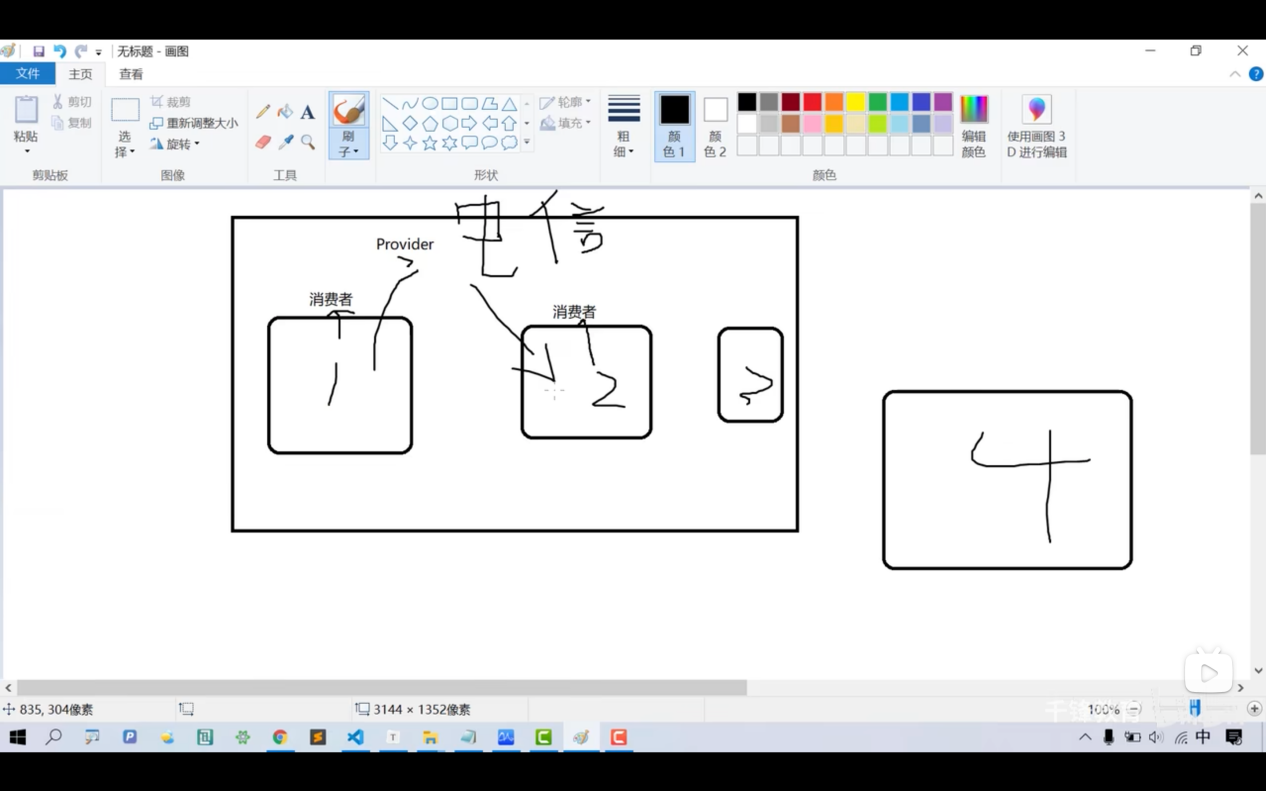 无标题 - 画图
文件 主页 查看
粘贴 剪切 复制
选择 裁剪 重新调整大小 旋转
A
刷子
轮廓 填充
粗细
颜色 1 颜色 2
编辑颜色
使用画图 3D 进行编辑
剪贴板 图像 工具 形状 颜色
电信
Provider
消费者 消费者
1 2 3
4
835, 304像素 3144 × 1352像素 100%
中